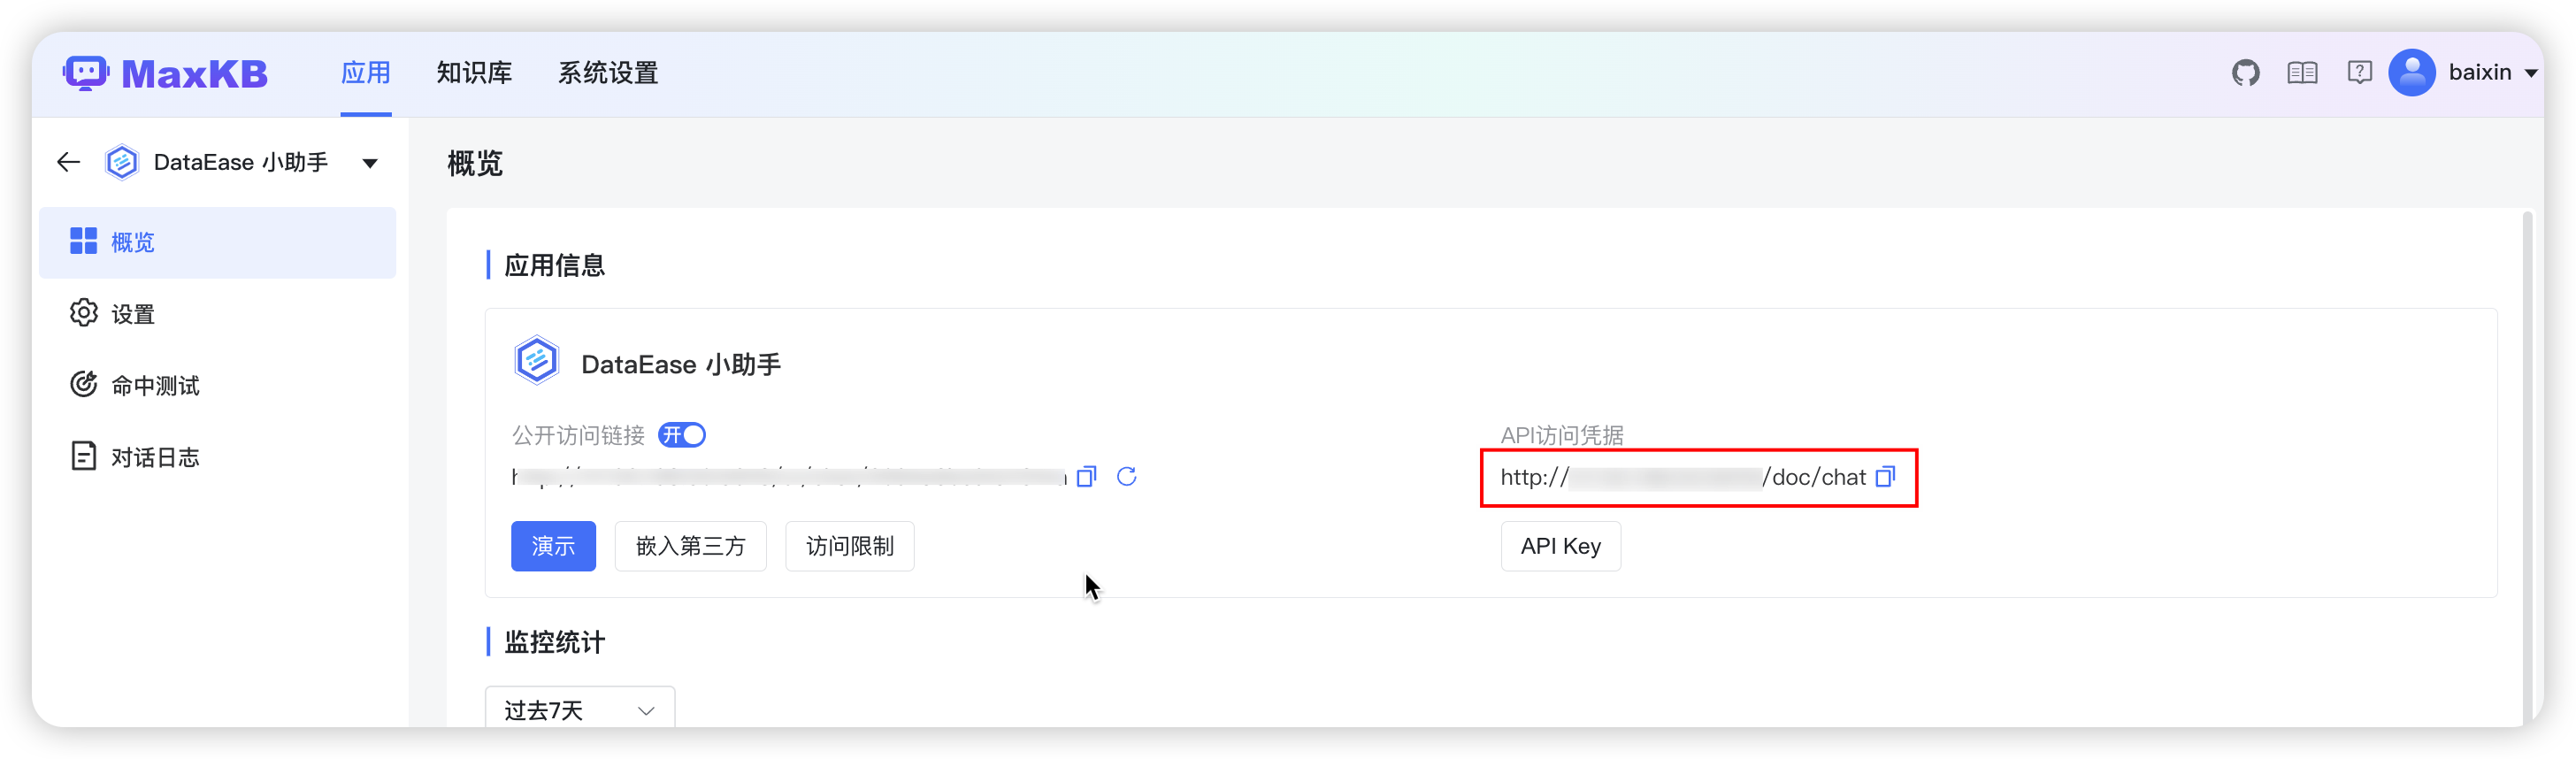 MaxKB 应用 知识库 系统设置 baixin
DataEase 小助手
概览
设置
命中测试
对话日志
概览
应用信息
DataEase 小助手
公开访问链接 开
API访问凭据
http:// /doc/chat
演示 嵌入第三方 访问限制
API Key
监控统计
过去7天